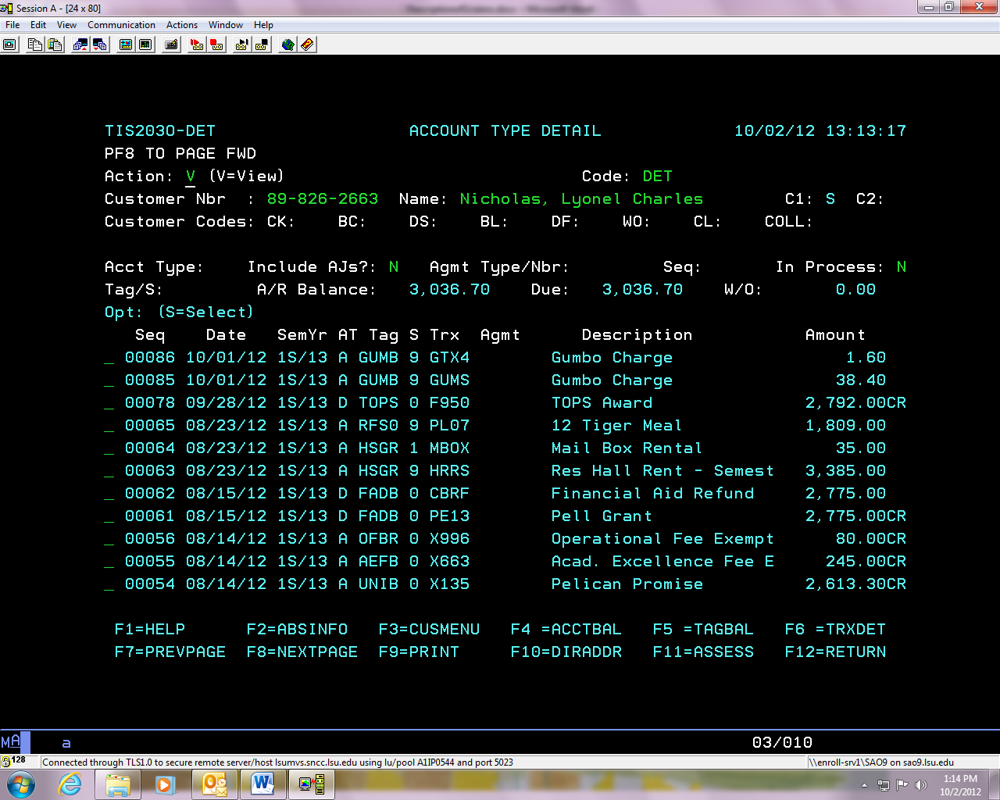 Session A - [24 x 80]
File Edit View Communication Actions Window Help
TIS203O-DET ACCOUNT TYPE DETAIL 10/02/12 13:13:17
PF8 TO PAGE FWD
Action: V (V=View) Code: DET
Customer Nbr : 89-826-2663 Name: Nicholas, Lyonel Charles C1: S C2:
Customer Codes: CK: BC: DS: BL: DF: WO: CL: COLL:
Acct Type: Include AJs?: N Agmt Type/Nbr: Seq: In Process: N
Tag/S: A/R Balance: 3,036.70 Due: 3,036.70 W/O: 0.00
Opt: (S=Select)
Seq Date SemYr AT Tag S Trx Agmt Description Amount
_ 00086 10/01/12 1S/13 A GUMB 9 GTX4 Gumbo Charge 1.60
_ 00085 10/01/12 1S/13 A GUMB 9 GUMS Gumbo Charge 38.40
_ 00078 09/28/12 1S/13 D TOPS 0 F950 TOPS Award 2,792.00CR
_ 00065 08/23/12 1S/13 A RFSO 9 PL07 12 Tiger Meal 1,809.00
_ 00064 08/23/12 1S/13 A HSGR 1 MBOX Mail Box Rental 35.00
_ 00063 08/23/12 1S/13 A HSGR 9 HRRS Res Hall Rent - Semest 3,385.00
_ 00062 08/15/12 1S/13 D FADB 0 CBRF Financial Aid Refund 2,775.00
_ 00061 08/15/12 1S/13 D FADB 0 PE13 Pell Grant 2,775.00CR
_ 00056 08/14/12 1S/13 A OFBR 0 X996 Operational Fee Exempt 80.00CR
_ 00055 08/14/12 1S/13 A AEFB 0 X663 Acad. Excellence Fee E 245.00CR
_ 00054 08/14/12 1S/13 A UNIB 0 X135 Pelican Promise 2,613.30CR
F1=HELP F2=ABSINFO F3=CUSMENU F4 =ACCTBAL F5 =TAGBAL F6 =TRXDET
F7=PREVPAGE F8=NEXTPAGE F9=PRINT F10=DIRADDR F11=ASSESS F12=RETURN
MA a 03/010
128 Connected through TLS1.0 to secure remote server/host lsumvs.sncc.lsu.edu using lu/pool A1IP0544 and port 5023 \\enroll-srv1\SAO9 on sao9.lsu.edu
1:14 PM
10/2/2012